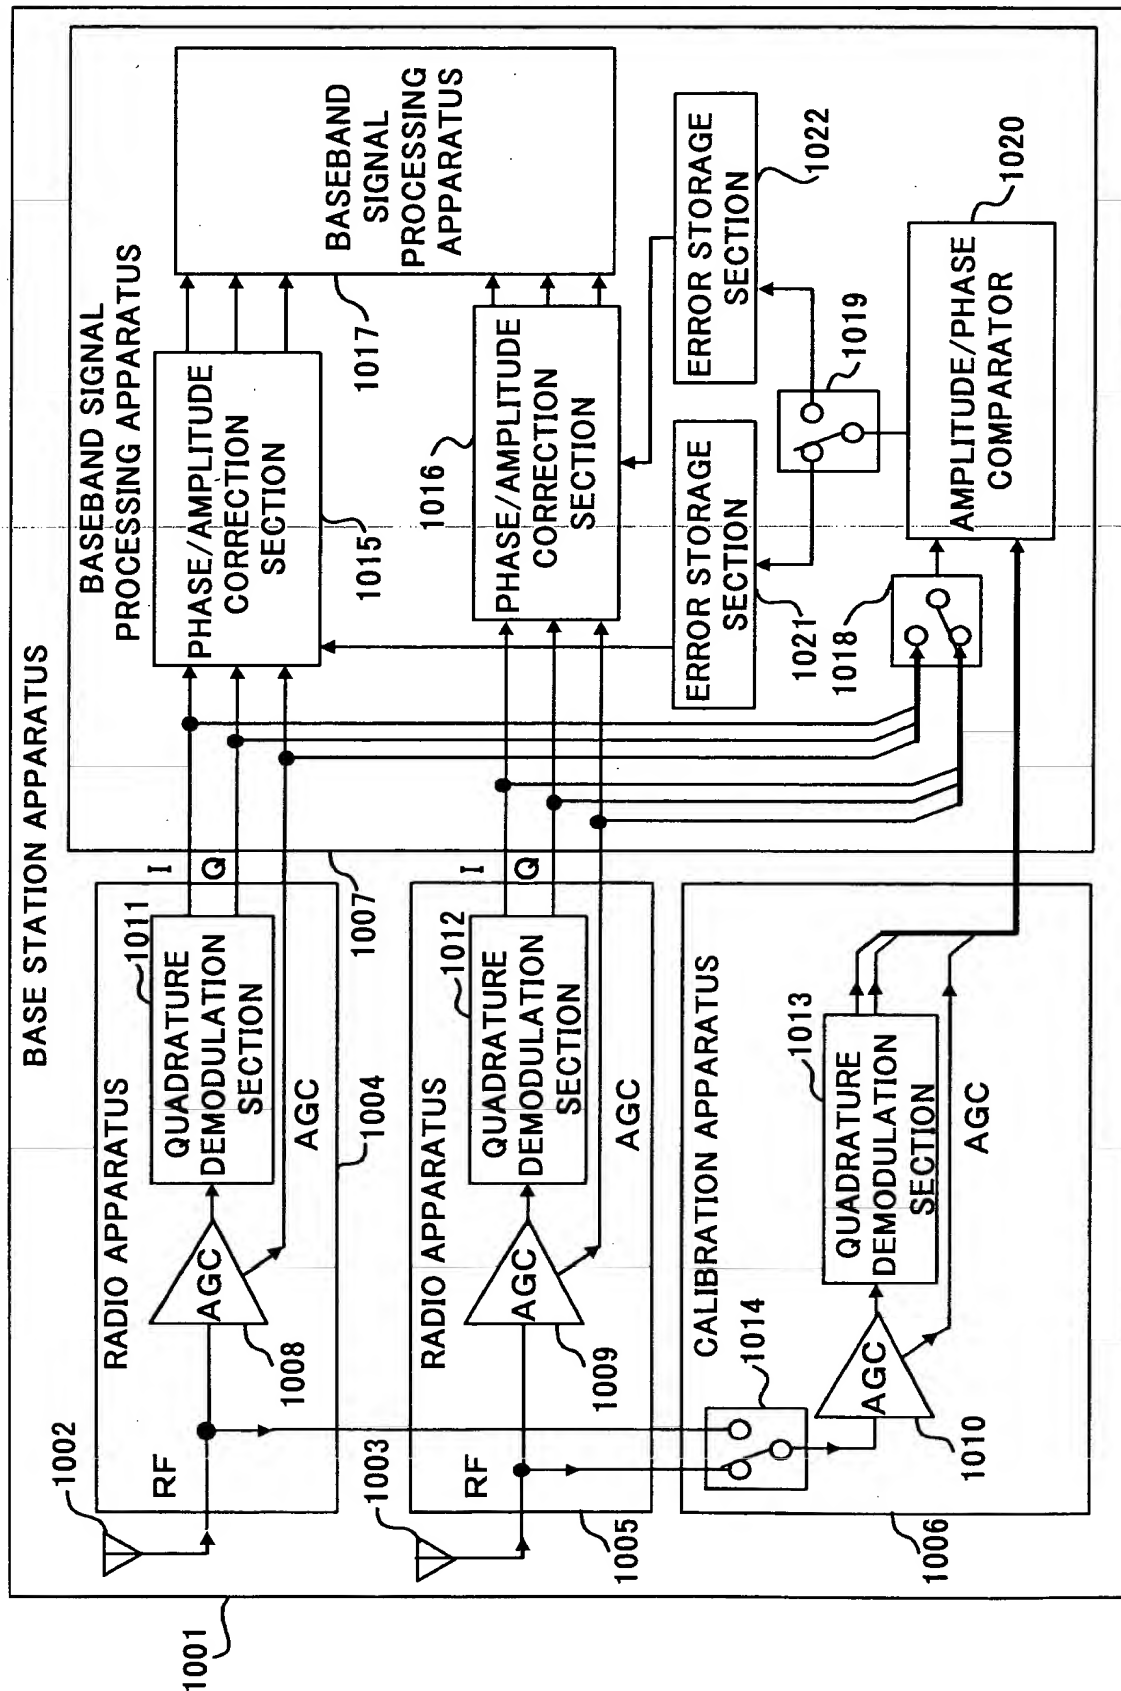 BASE STATION APPARATUS
1001
1002
RADIO APPARATUS
RF
AGC
1008
QUADRATURE
DEMODULATION
SECTION
1011
AGC
1004
I
Q
1003
RADIO APPARATUS
RF
AGC
1009
QUADRATURE
DEMODULATION
SECTION
1012
AGC
1005
I
Q
CALIBRATION APPARATUS
1014
AGC
1010
QUADRATURE
DEMODULATION
SECTION
1013
AGC
1006
BASEBAND SIGNAL
PROCESSING APPARATUS
1007
PHASE/AMPLITUDE
CORRECTION
SECTION
1015
BASEBAND
SIGNAL
PROCESSING
APPARATUS
1017
PHASE/AMPLITUDE
CORRECTION
SECTION
1016
ERROR STORAGE
SECTION
1021
ERROR STORAGE
SECTION
1022
1018
1019
AMPLITUDE/PHASE
COMPARATOR
1020